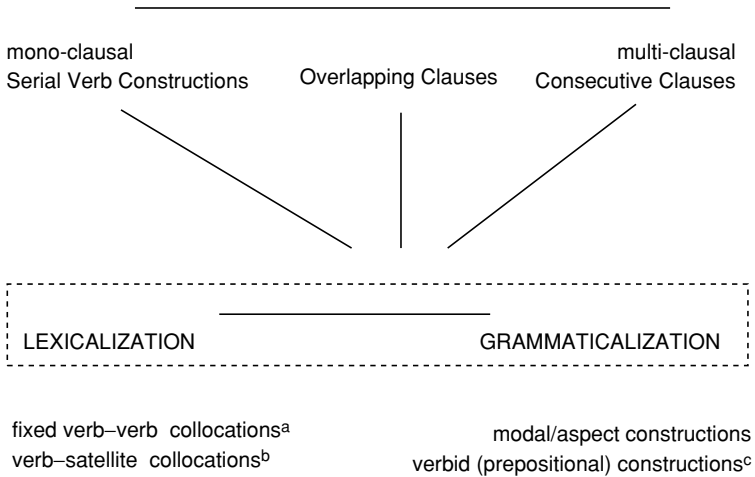 mono-clausal
Serial Verb Constructions
Overlapping Clauses
multi-clausal
Consecutive Clauses
LEXICALIZATION
GRAMMATICALIZATION
fixed verb–verb collocationsᵃ
verb–satellite collocationsᵇ
modal/aspect constructions
verbid (prepositional) constructionsᶜ